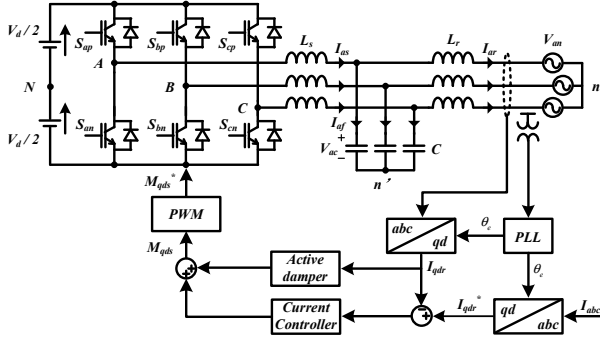 V_d / 2
S_ap
S_bp
S_cp
L_s
I_as
L_r
I_ar
V_an
A
N
B
n
C
V_d / 2
S_an
S_bn
S_cn
I_af
+
V_ac
−
C
M_qds*
n'
PWM
abc
qd
θ_e
PLL
M_qds
Active
damper
I_qdr
θ_e
+
+
Current
Controller
−
I_qdr*
qd
abc
I_abc